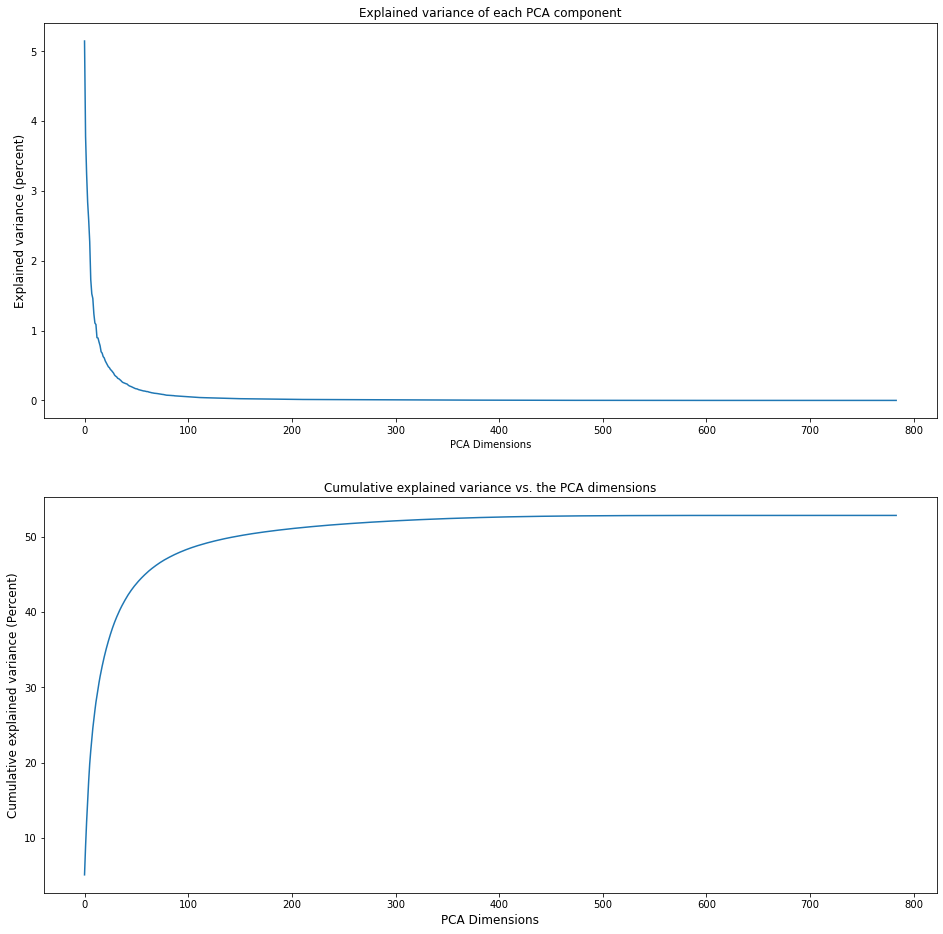 Explained variance of each PCA component
Explained variance (percent)
5
4
3
2
1
0
0 100 200 300 400 500 600 700 800
PCA Dimensions
Cumulative explained variance vs. the PCA dimensions
Cumulative explained variance (Percent)
50
40
30
20
10
0 100 200 300 400 500 600 700 800
PCA Dimensions